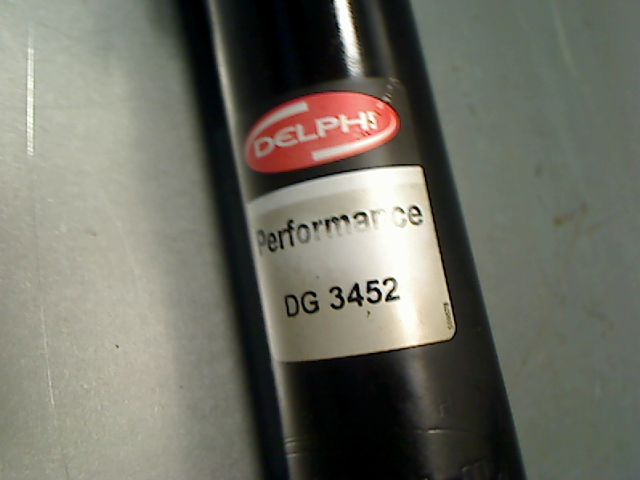 DELPHI
Performance
DG 3452